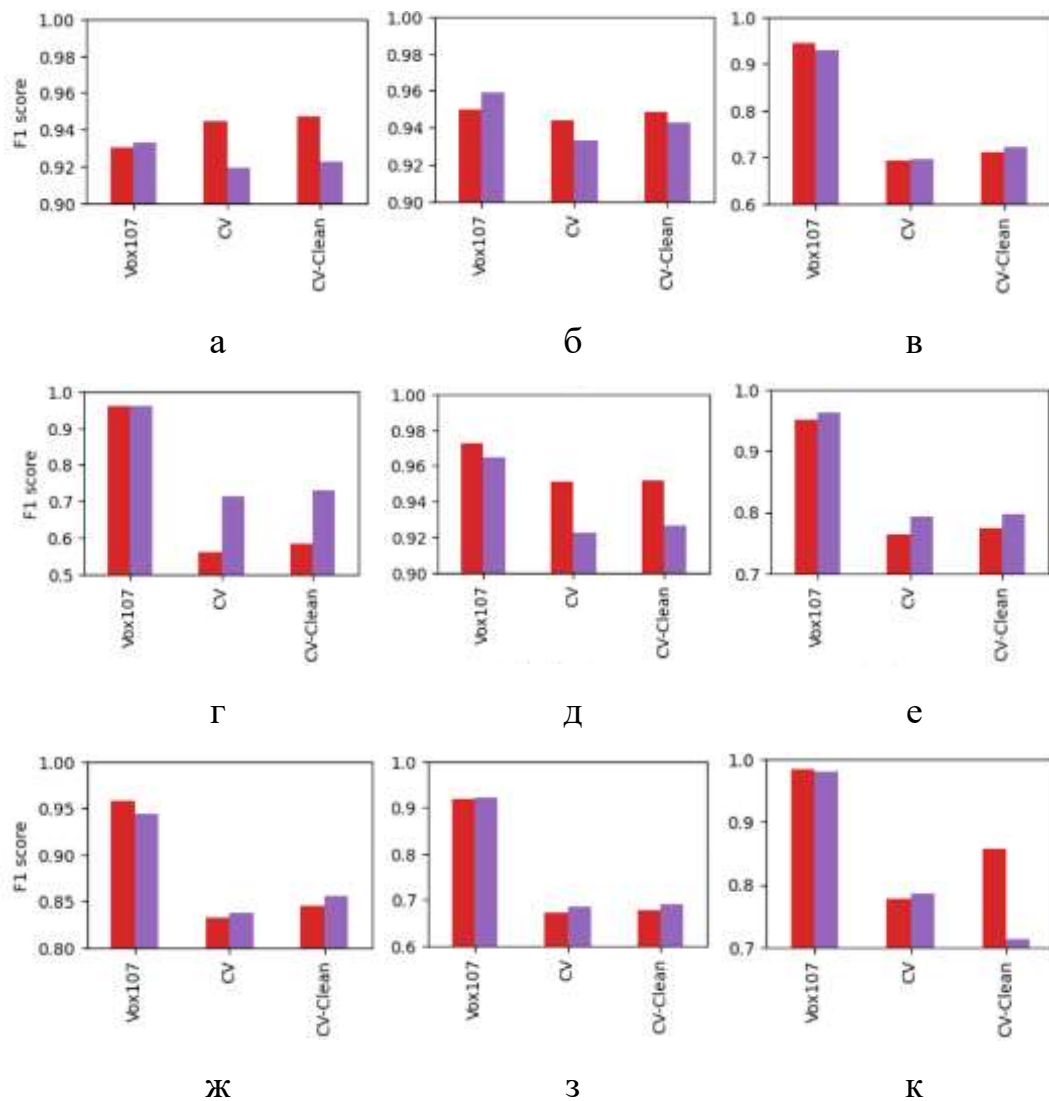 1.00
0.98
0.96
0.94
0.92
0.90
F1 score
Vox107
CV
CV-Clean
а
1.00
0.98
0.96
0.94
0.92
0.90
Vox107
CV
CV-Clean
б
1.0
0.9
0.8
0.7
0.6
Vox107
CV
CV-Clean
в
1.0
0.9
0.8
0.7
0.6
0.5
F1 score
Vox107
CV
CV-Clean
г
1.00
0.98
0.96
0.94
0.92
0.90
Vox107
CV
CV-Clean
д
1.0
0.9
0.8
0.7
Vox107
CV
CV-Clean
е
1.00
0.95
0.90
0.85
0.80
F1 score
Vox107
CV
CV-Clean
ж
1.0
0.9
0.8
0.7
0.6
Vox107
CV
CV-Clean
з
1.0
0.9
0.8
0.7
Vox107
CV
CV-Clean
к